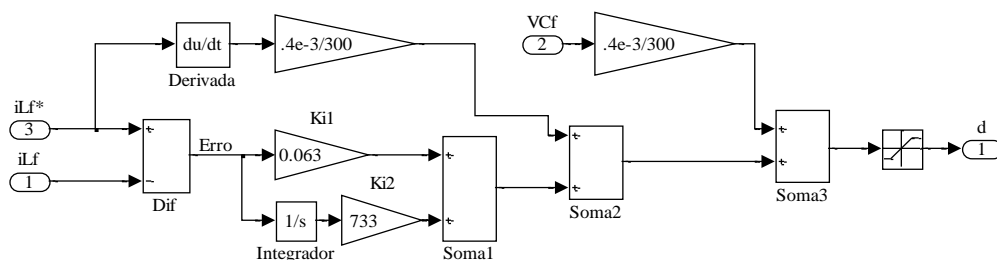 VCf
2
du/dt
.4e-3/300
.4e-3/300
Derivada
iLf*
3
Ki1
Erro
0.063
iLf
1
Dif
Ki2
1/s
733
Integrador
Soma1
Soma2
Soma3
d
1